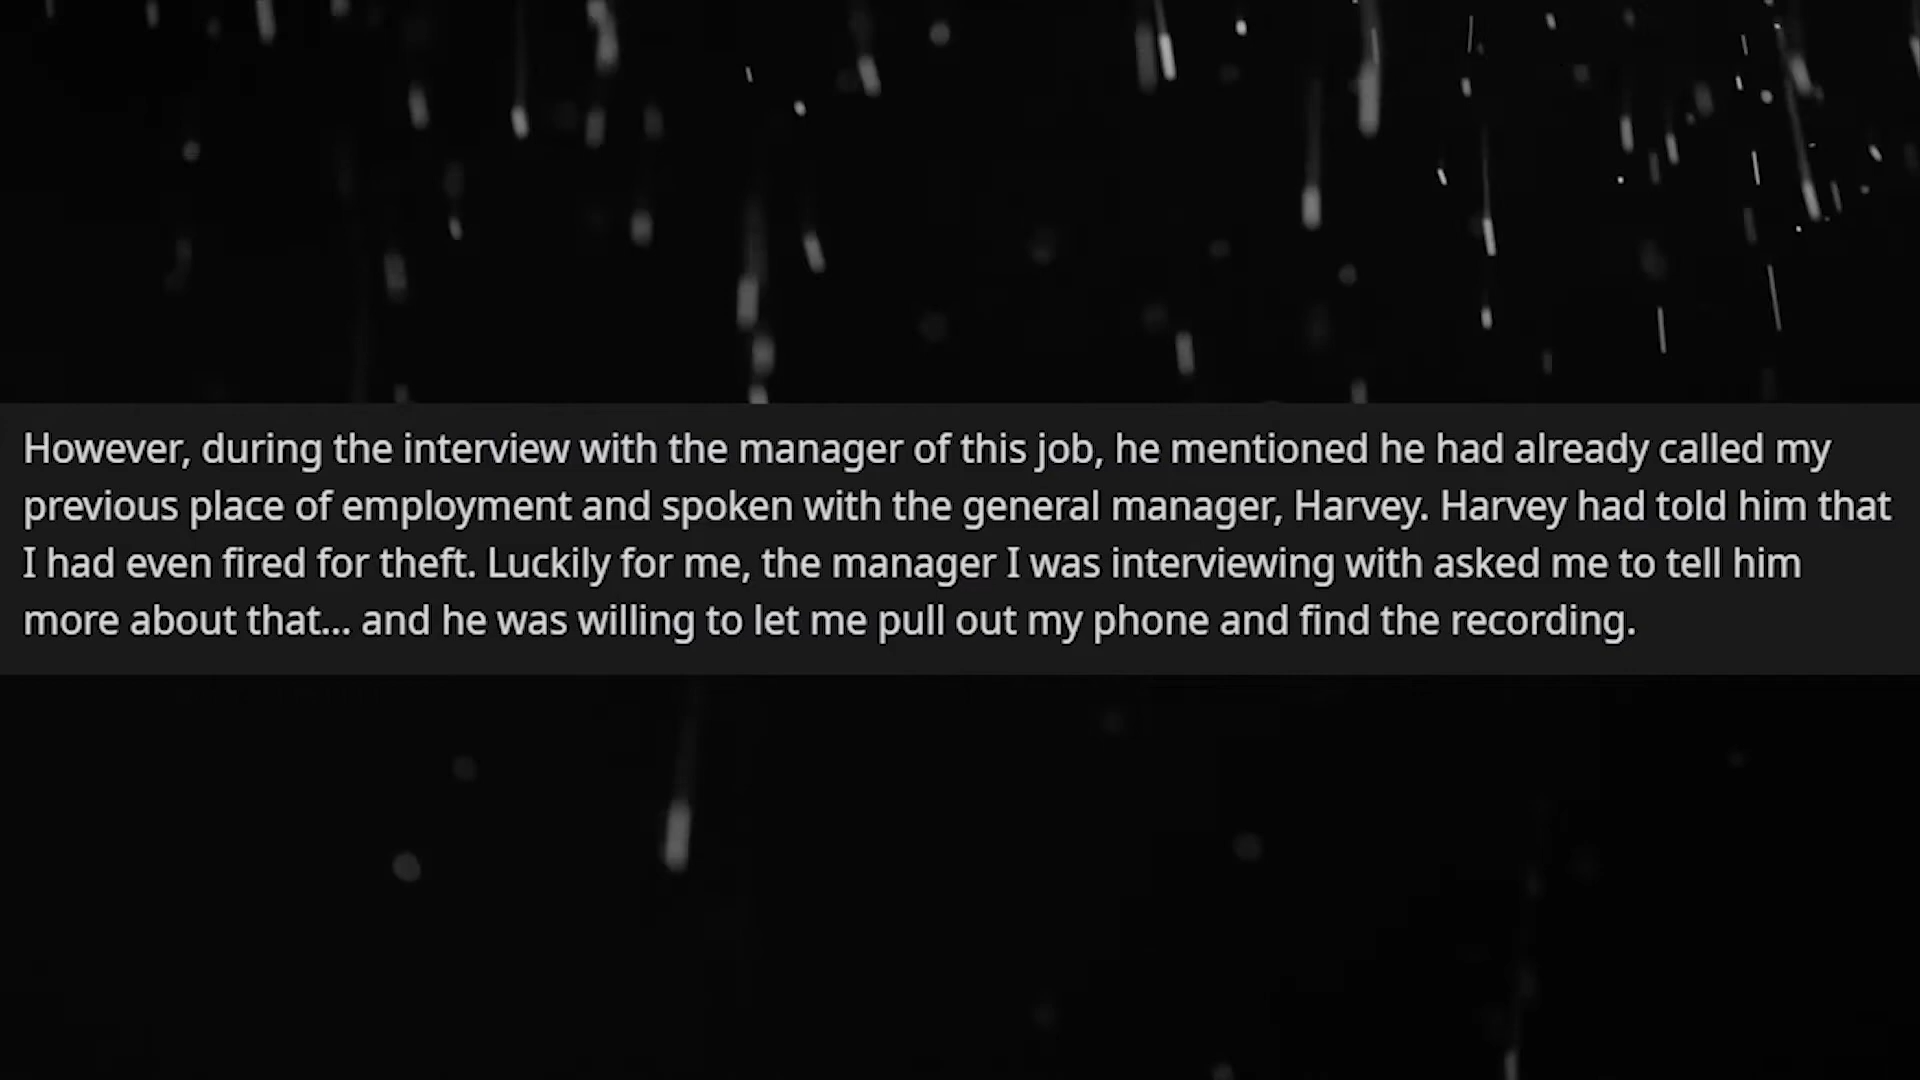 However, during the interview with the manager of this job, he mentioned he had already called my
previous place of employment and spoken with the general manager, Harvey. Harvey had told him that
I had even fired for theft. Luckily for me, the manager I was interviewing with asked me to tell him
more about that... and he was willing to let me pull out my phone and find the recording.